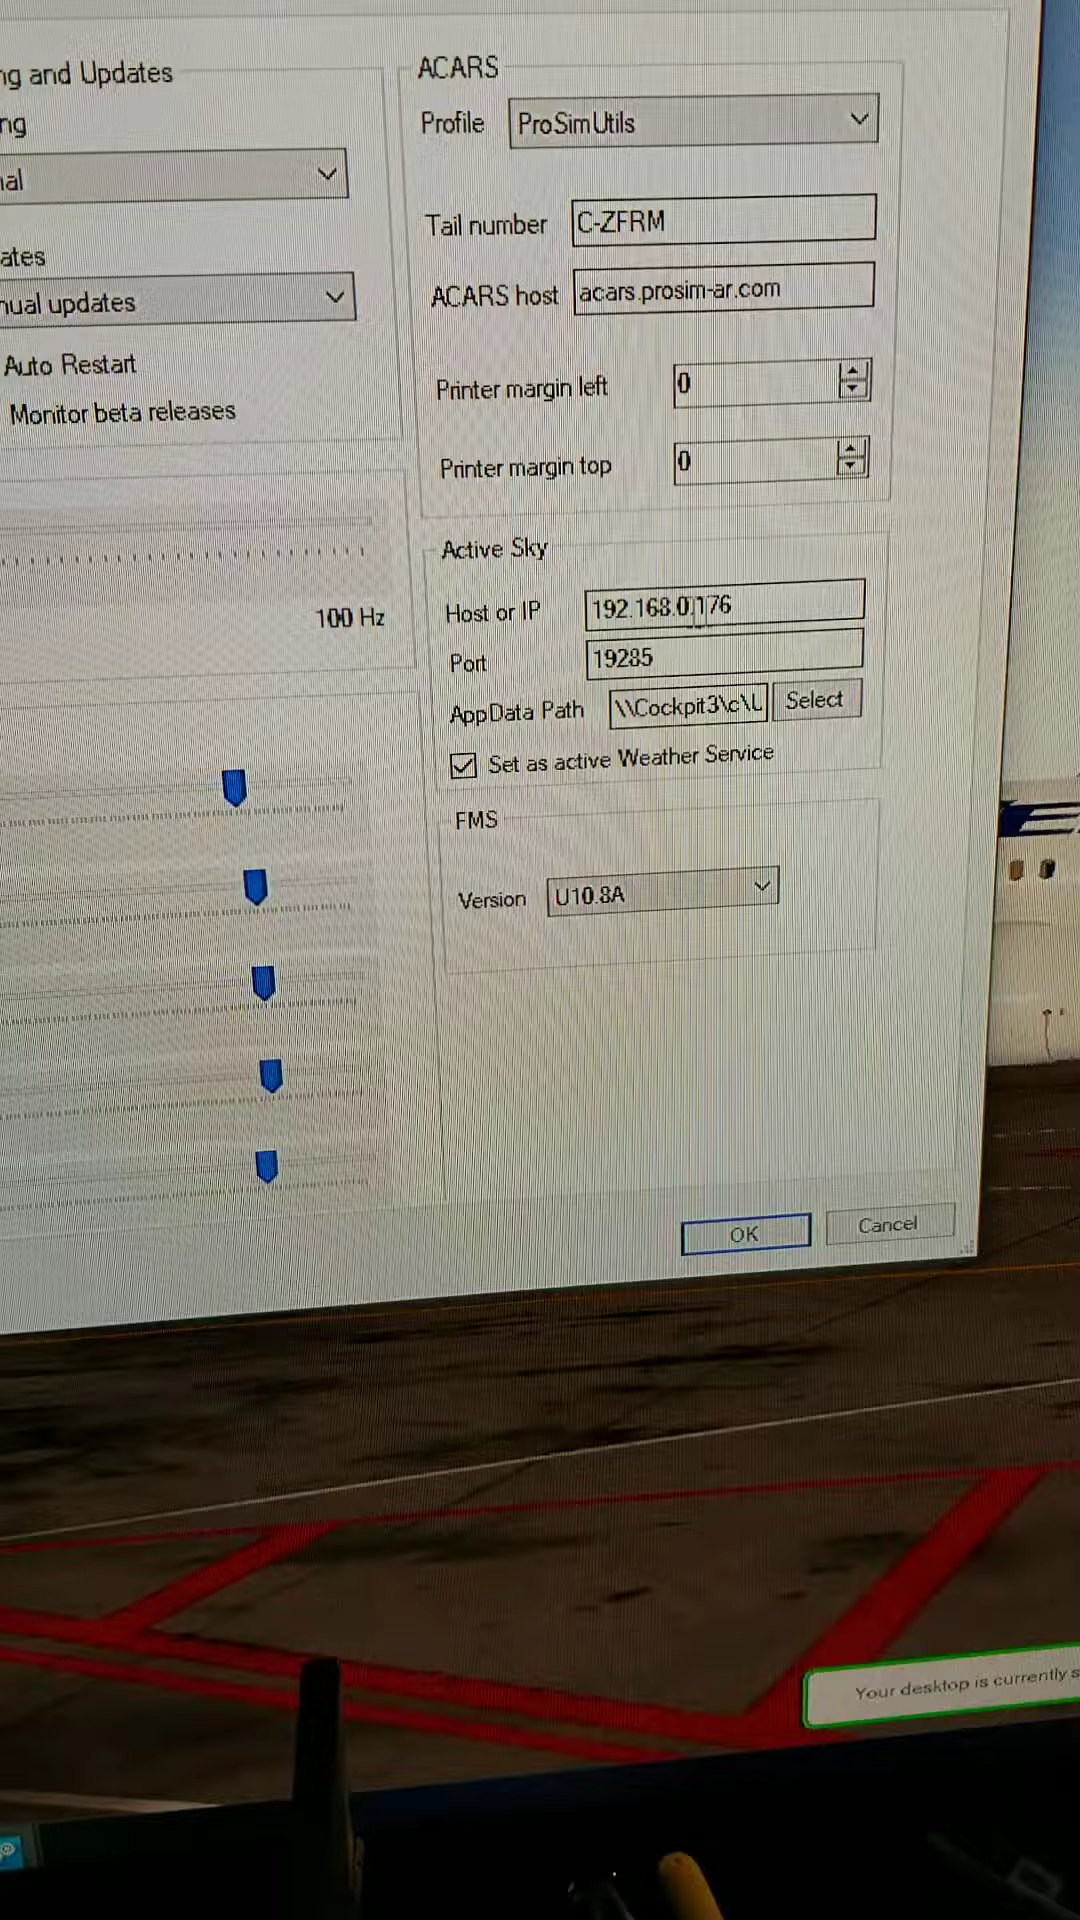 ng and Updates
ng
nal
ates
nual updates
Auto Restart
Monitor beta releases
100 Hz
ACARS
Profile ProSimUtils
Tail number C-ZFRM
ACARS host acars.prosim-ar.com
Printer margin left 0
Printer margin top 0
Active Sky
Host or IP 192.168.0.176
Port 19285
AppData Path \\Cockpit3\c\U Select
Set as active Weather Service
FMS
Version U10.8A
OK Cancel
Your desktop is currently s